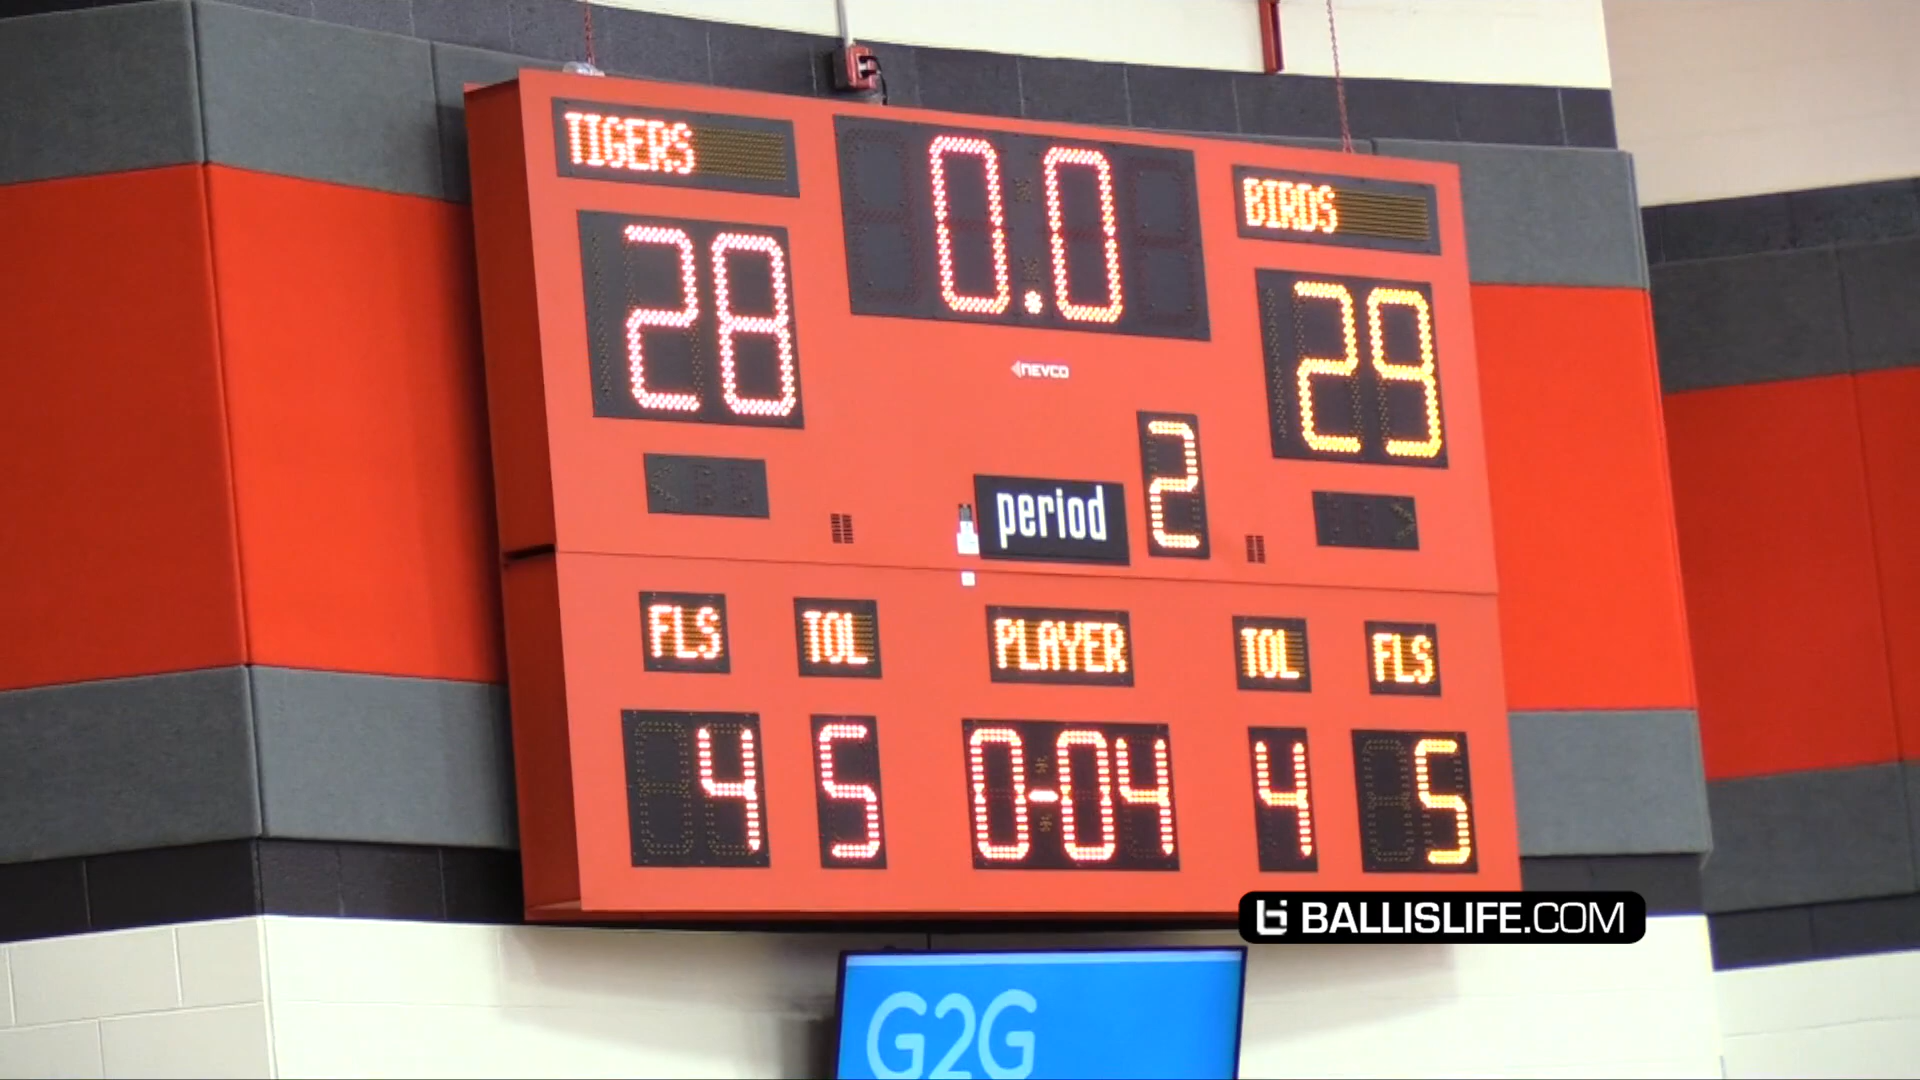 TIGERS 0.0 BIRDS
28 29
NEVCO
period 2
FLS TOL PLAYER TOL FLS
4 5 0-04 4 5
BALLISLIFE.COM
G2G